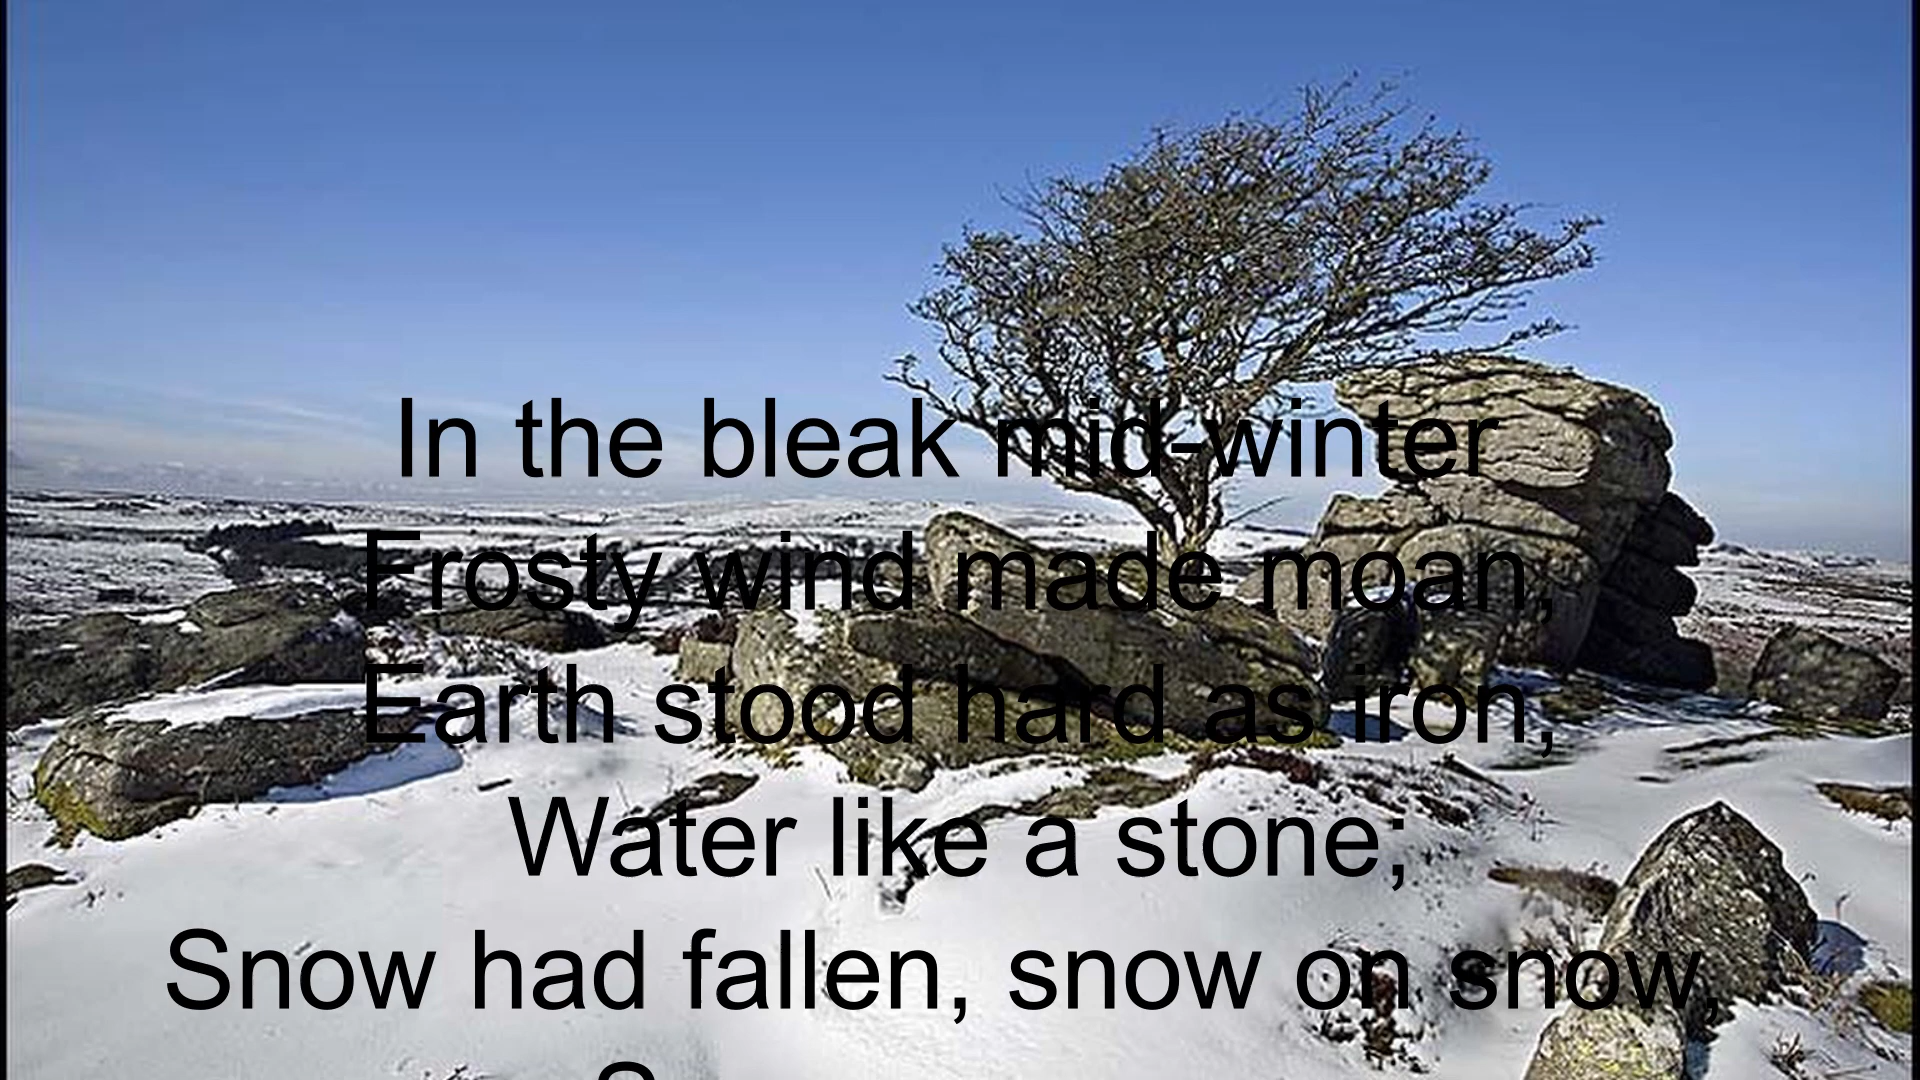 In the bleak mid-winter
Frosty wind made moan,
Earth stood hard as iron,
Water like a stone;
Snow had fallen, snow on snow,